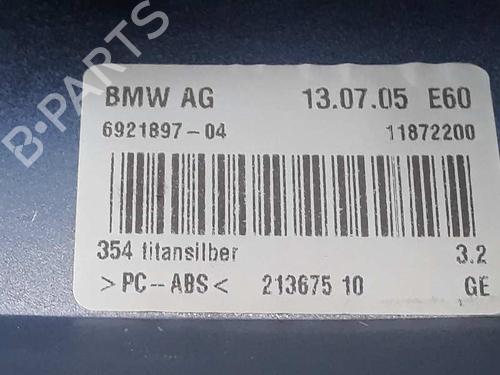 B-PARTS
BMW AG 13.07.05 E60
6921897-04 11872200
354 titansilber 3.2
>PC-ABS< 213675 10 GE